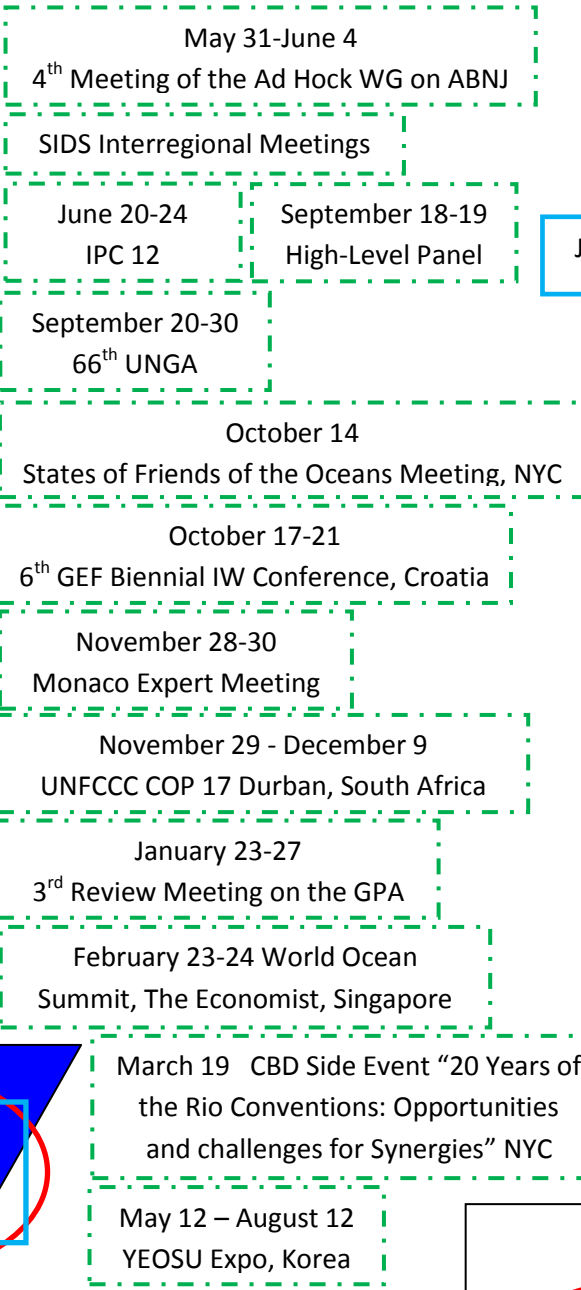 May 31-June 4
4th Meeting of the Ad Hock WG on ABNJ
SIDS Interregional Meetings
June 20-24
IPC 12
September 18-19
High-Level Panel
J
September 20-30
66th UNGA
October 14
States of Friends of the Oceans Meeting, NYC
October 17-21
6th GEF Biennial IW Conference, Croatia
November 28-30
Monaco Expert Meeting
November 29 - December 9
UNFCCC COP 17 Durban, South Africa
January 23-27
3rd Review Meeting on the GPA
February 23-24 World Ocean
Summit, The Economist, Singapore
March 19 CBD Side Event “20 Years of
the Rio Conventions: Opportunities
and challenges for Synergies” NYC
May 12 – August 12
YEOSU Expo, Korea